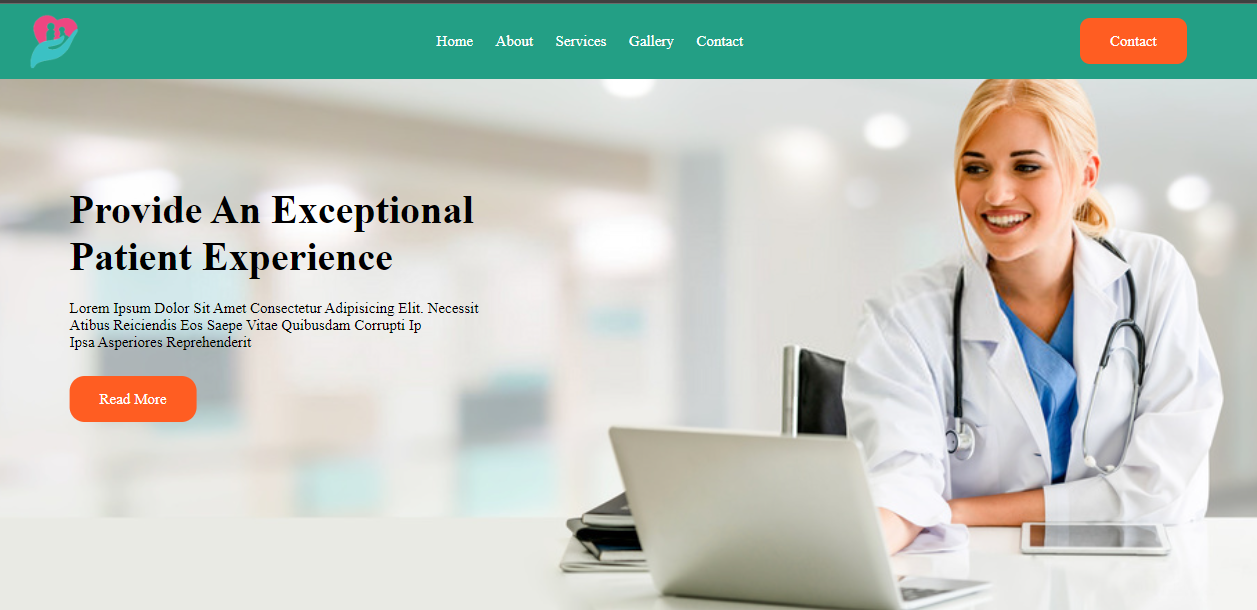 Home About Services Gallery Contact
Contact
Provide An Exceptional
Patient Experience
Lorem Ipsum Dolor Sit Amet Consectetur Adipisicing Elit. Necessit
Atibus Reiciendis Eos Saepe Vitae Quibusdam Corrupti Ip
Ipsa Asperiores Reprehenderit
Read More